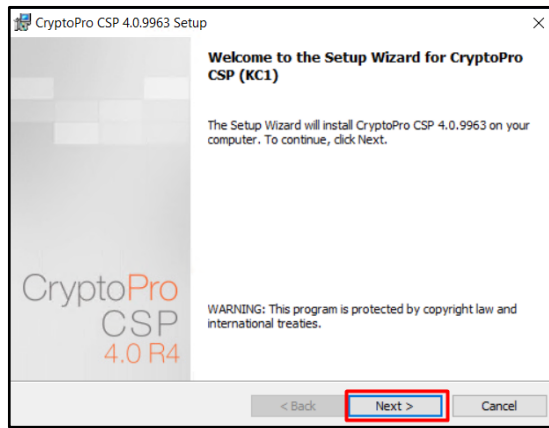 CryptoPro CSP 4.0.9963 Setup
Welcome to the Setup Wizard for CryptoPro
CSP (KC1)
The Setup Wizard will install CryptoPro CSP 4.0.9963 on your
computer. To continue, click Next.
CryptoPro
CSP
4.0 R4
WARNING: This program is protected by copyright law and
international treaties.
< Back
Next >
Cancel